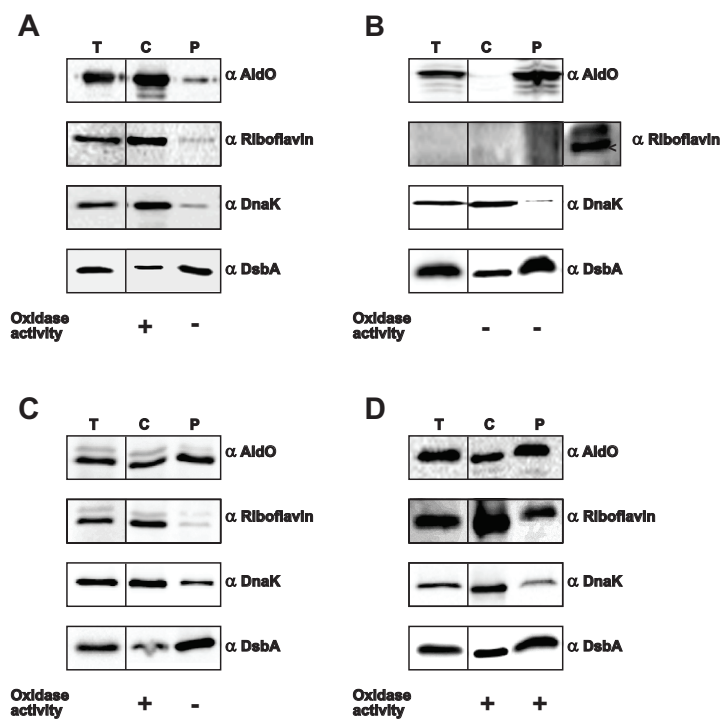 A
T C P
α AldO
α Riboflavin
α DnaK
α DsbA
Oxidase
activity + -
B
T C P
α AldO
< α Riboflavin
α DnaK
α DsbA
Oxidase
activity - -
C
T C P
α AldO
α Riboflavin
α DnaK
α DsbA
Oxidase
activity + -
D
T C P
α AldO
α Riboflavin
α DnaK
α DsbA
Oxidase
activity + +